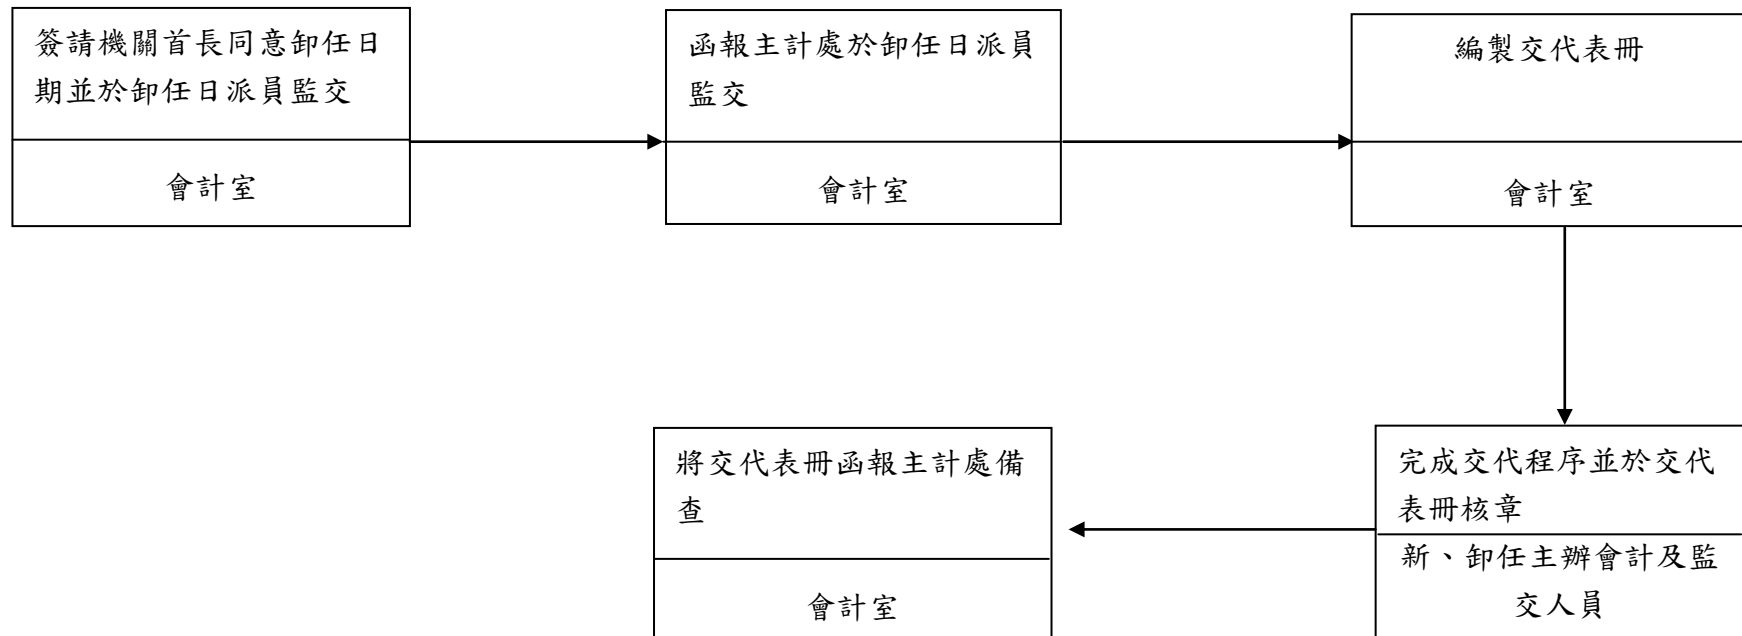 簽請機關首長同意卸任日
期並於卸任日派員監交
會計室
函報主計處於卸任日派員
監交
會計室
編製交代表冊
會計室
完成交代程序並於交代
表冊核章
新、卸任主辦會計及監
交人員
將交代表冊函報主計處備
查
會計室